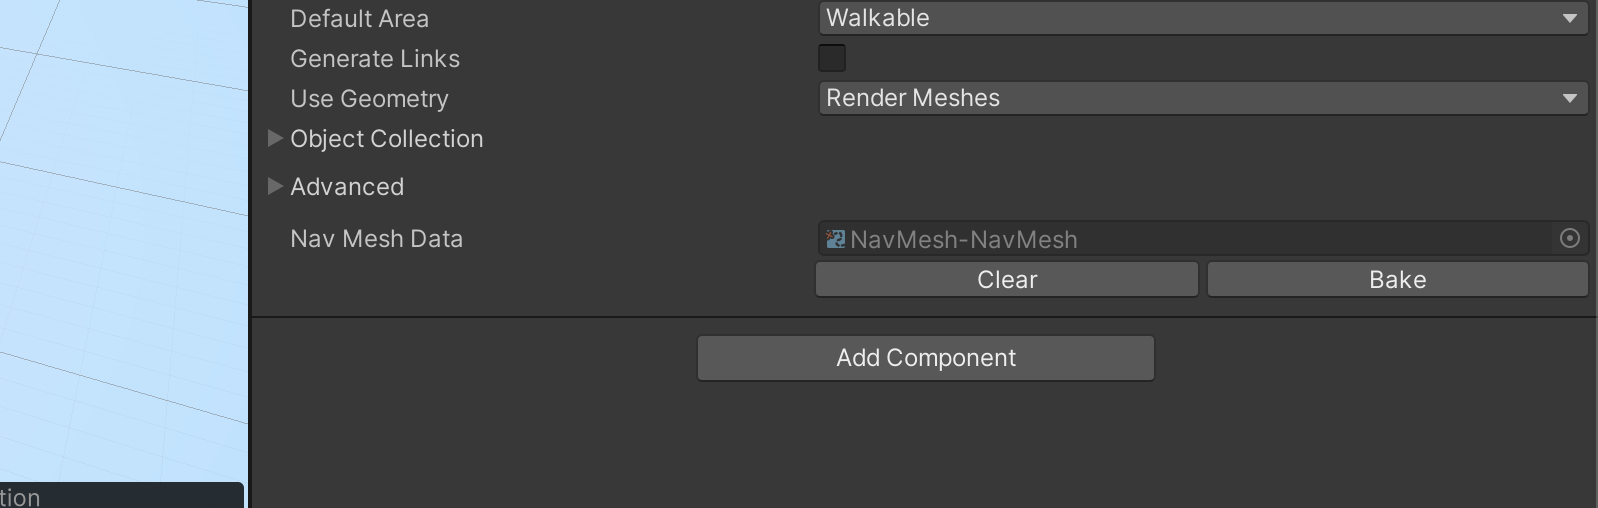 Default Area
Walkable
Generate Links
Use Geometry
Render Meshes
Object Collection
Advanced
Nav Mesh Data
NavMesh-NavMesh
Clear
Bake
Add Component
tion